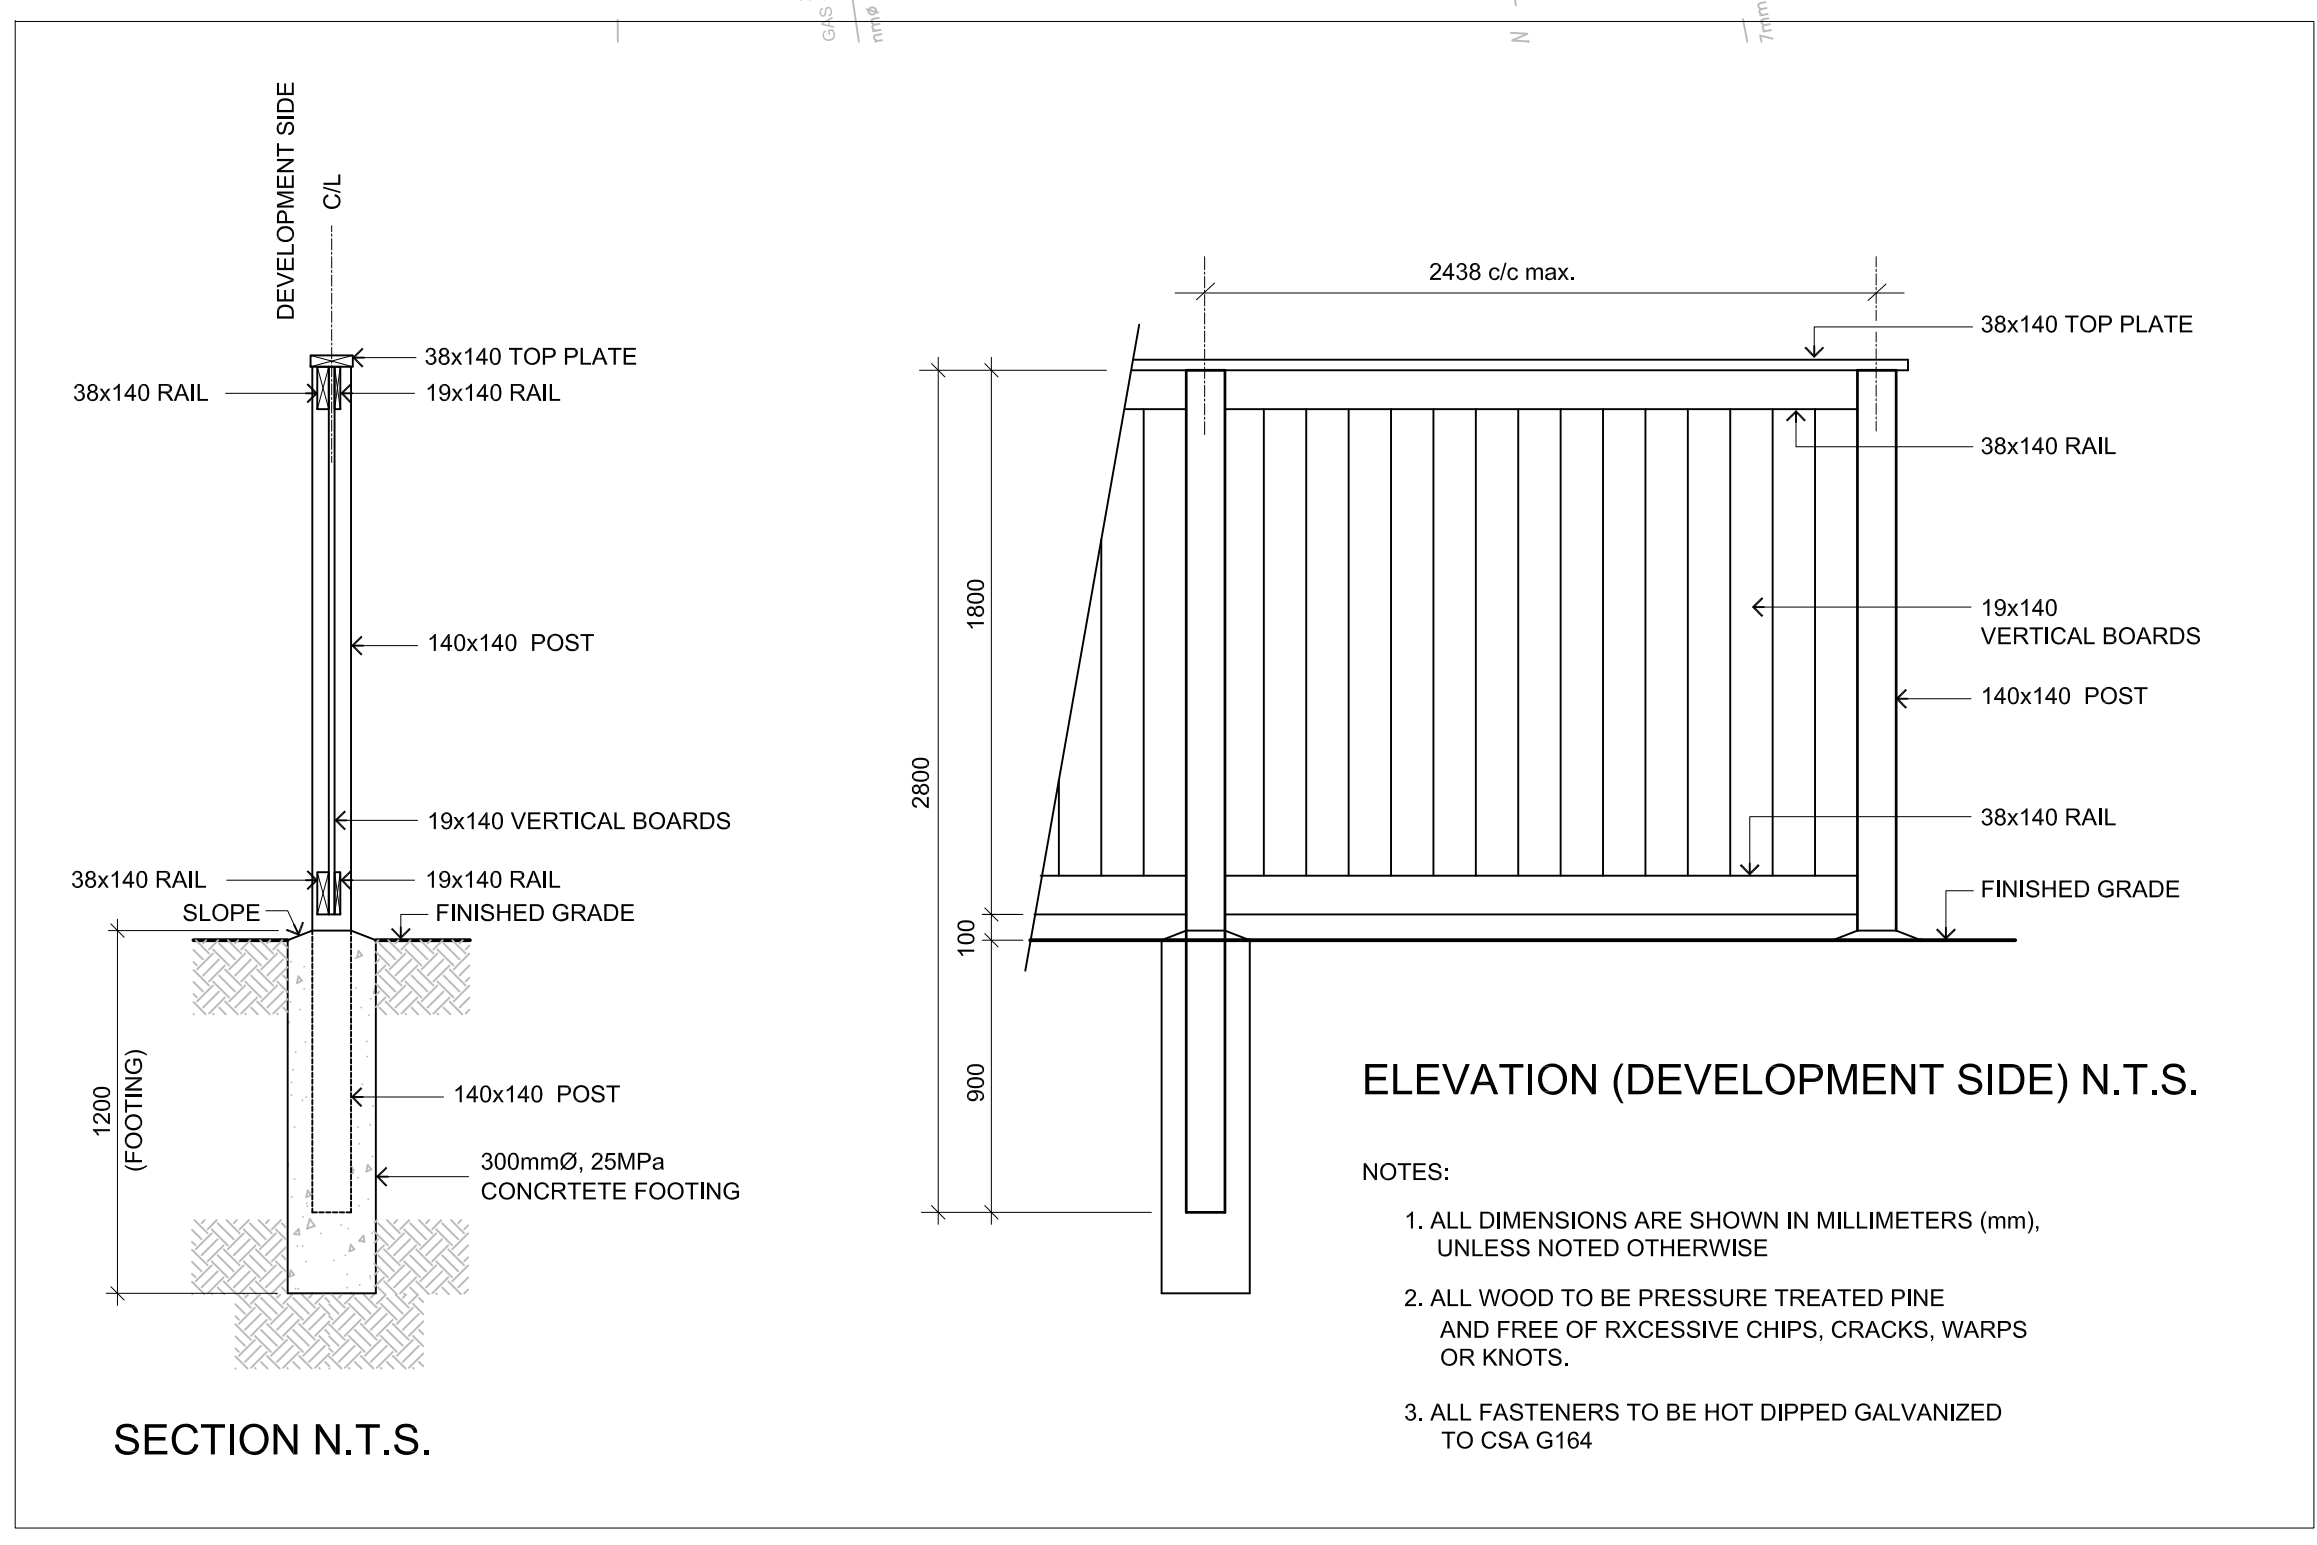 GAS
nmø
N
7mm
DEVELOPMENT SIDE
C/L
38x140 TOP PLATE
38x140 RAIL
19x140 RAIL
140x140 POST
19x140 VERTICAL BOARDS
38x140 RAIL
19x140 RAIL
SLOPE
FINISHED GRADE
1200
(FOOTING)
140x140 POST
300mmØ, 25MPa
CONCRTETE FOOTING
SECTION N.T.S.
2438 c/c max.
38x140 TOP PLATE
38x140 RAIL
1800
2800
19x140
VERTICAL BOARDS
140x140 POST
38x140 RAIL
FINISHED GRADE
100
900
ELEVATION (DEVELOPMENT SIDE) N.T.S.
NOTES:
1. ALL DIMENSIONS ARE SHOWN IN MILLIMETERS (mm),
UNLESS NOTED OTHERWISE
2. ALL WOOD TO BE PRESSURE TREATED PINE
AND FREE OF RXCESSIVE CHIPS, CRACKS, WARPS
OR KNOTS.
3. ALL FASTENERS TO BE HOT DIPPED GALVANIZED
TO CSA G164